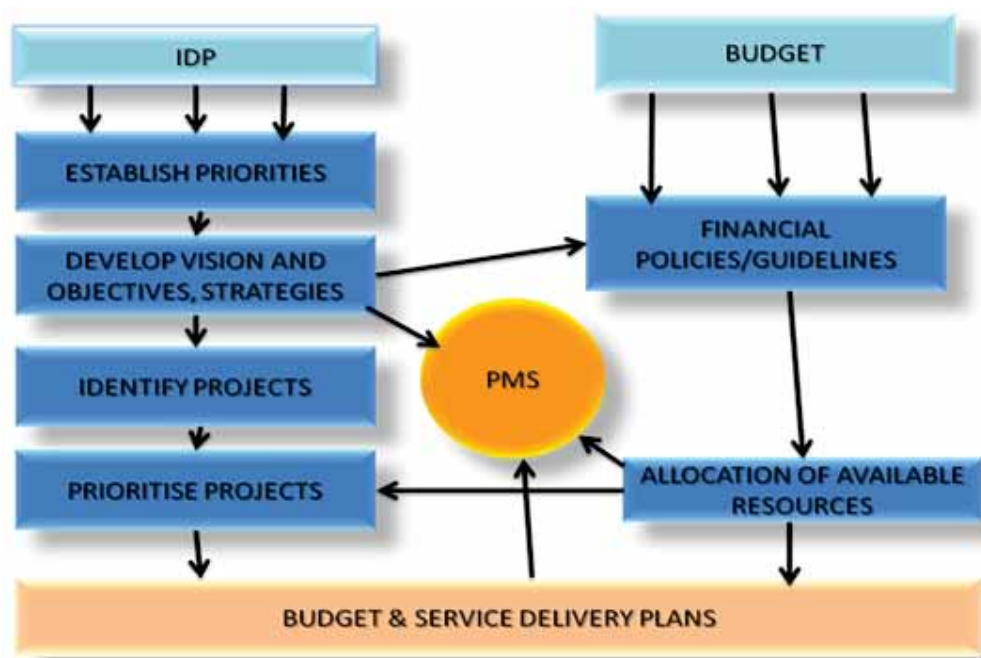 IDP
BUDGET
ESTABLISH PRIORITIES
DEVELOP VISION AND
OBJECTIVES, STRATEGIES
FINANCIAL
POLICIES/GUIDELINES
IDENTIFY PROJECTS
PMS
PRIORITISE PROJECTS
ALLOCATION OF AVAILABLE
RESOURCES
BUDGET & SERVICE DELIVERY PLANS